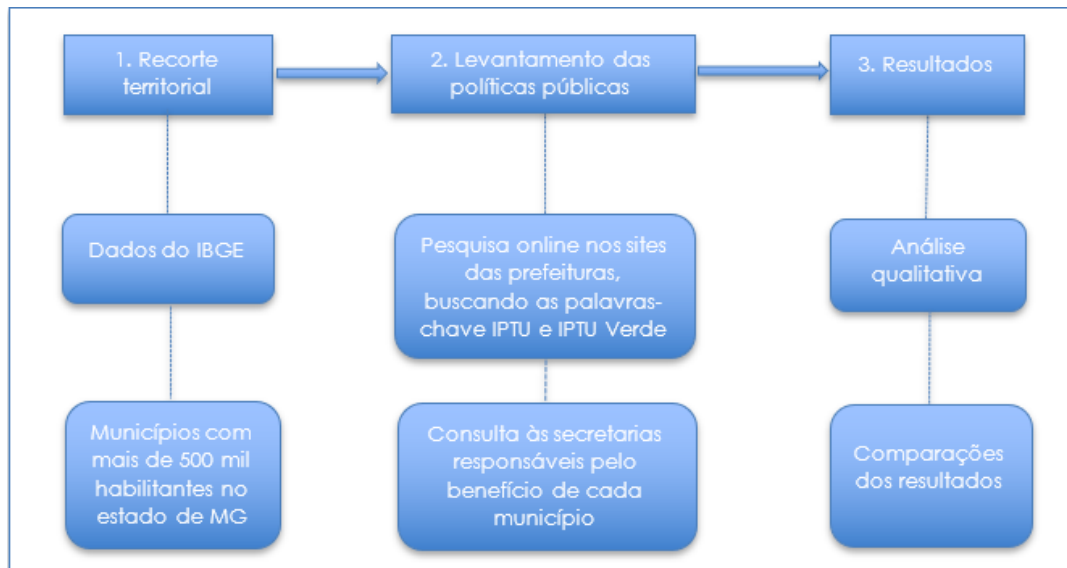 1. Recorte
territorial
2. Levantamento das
políticas públicas
3. Resultados
Dados do IBGE
Pesquisa online nos sites
das prefeituras,
buscando as palavras-
chave IPTU e IPTU Verde
Análise
qualitativa
Municípios com
mais de 500 mil
habilitantes no
estado de MG
Consulta às secretarias
responsáveis pelo
benefício de cada
município
Comparações
dos resultados